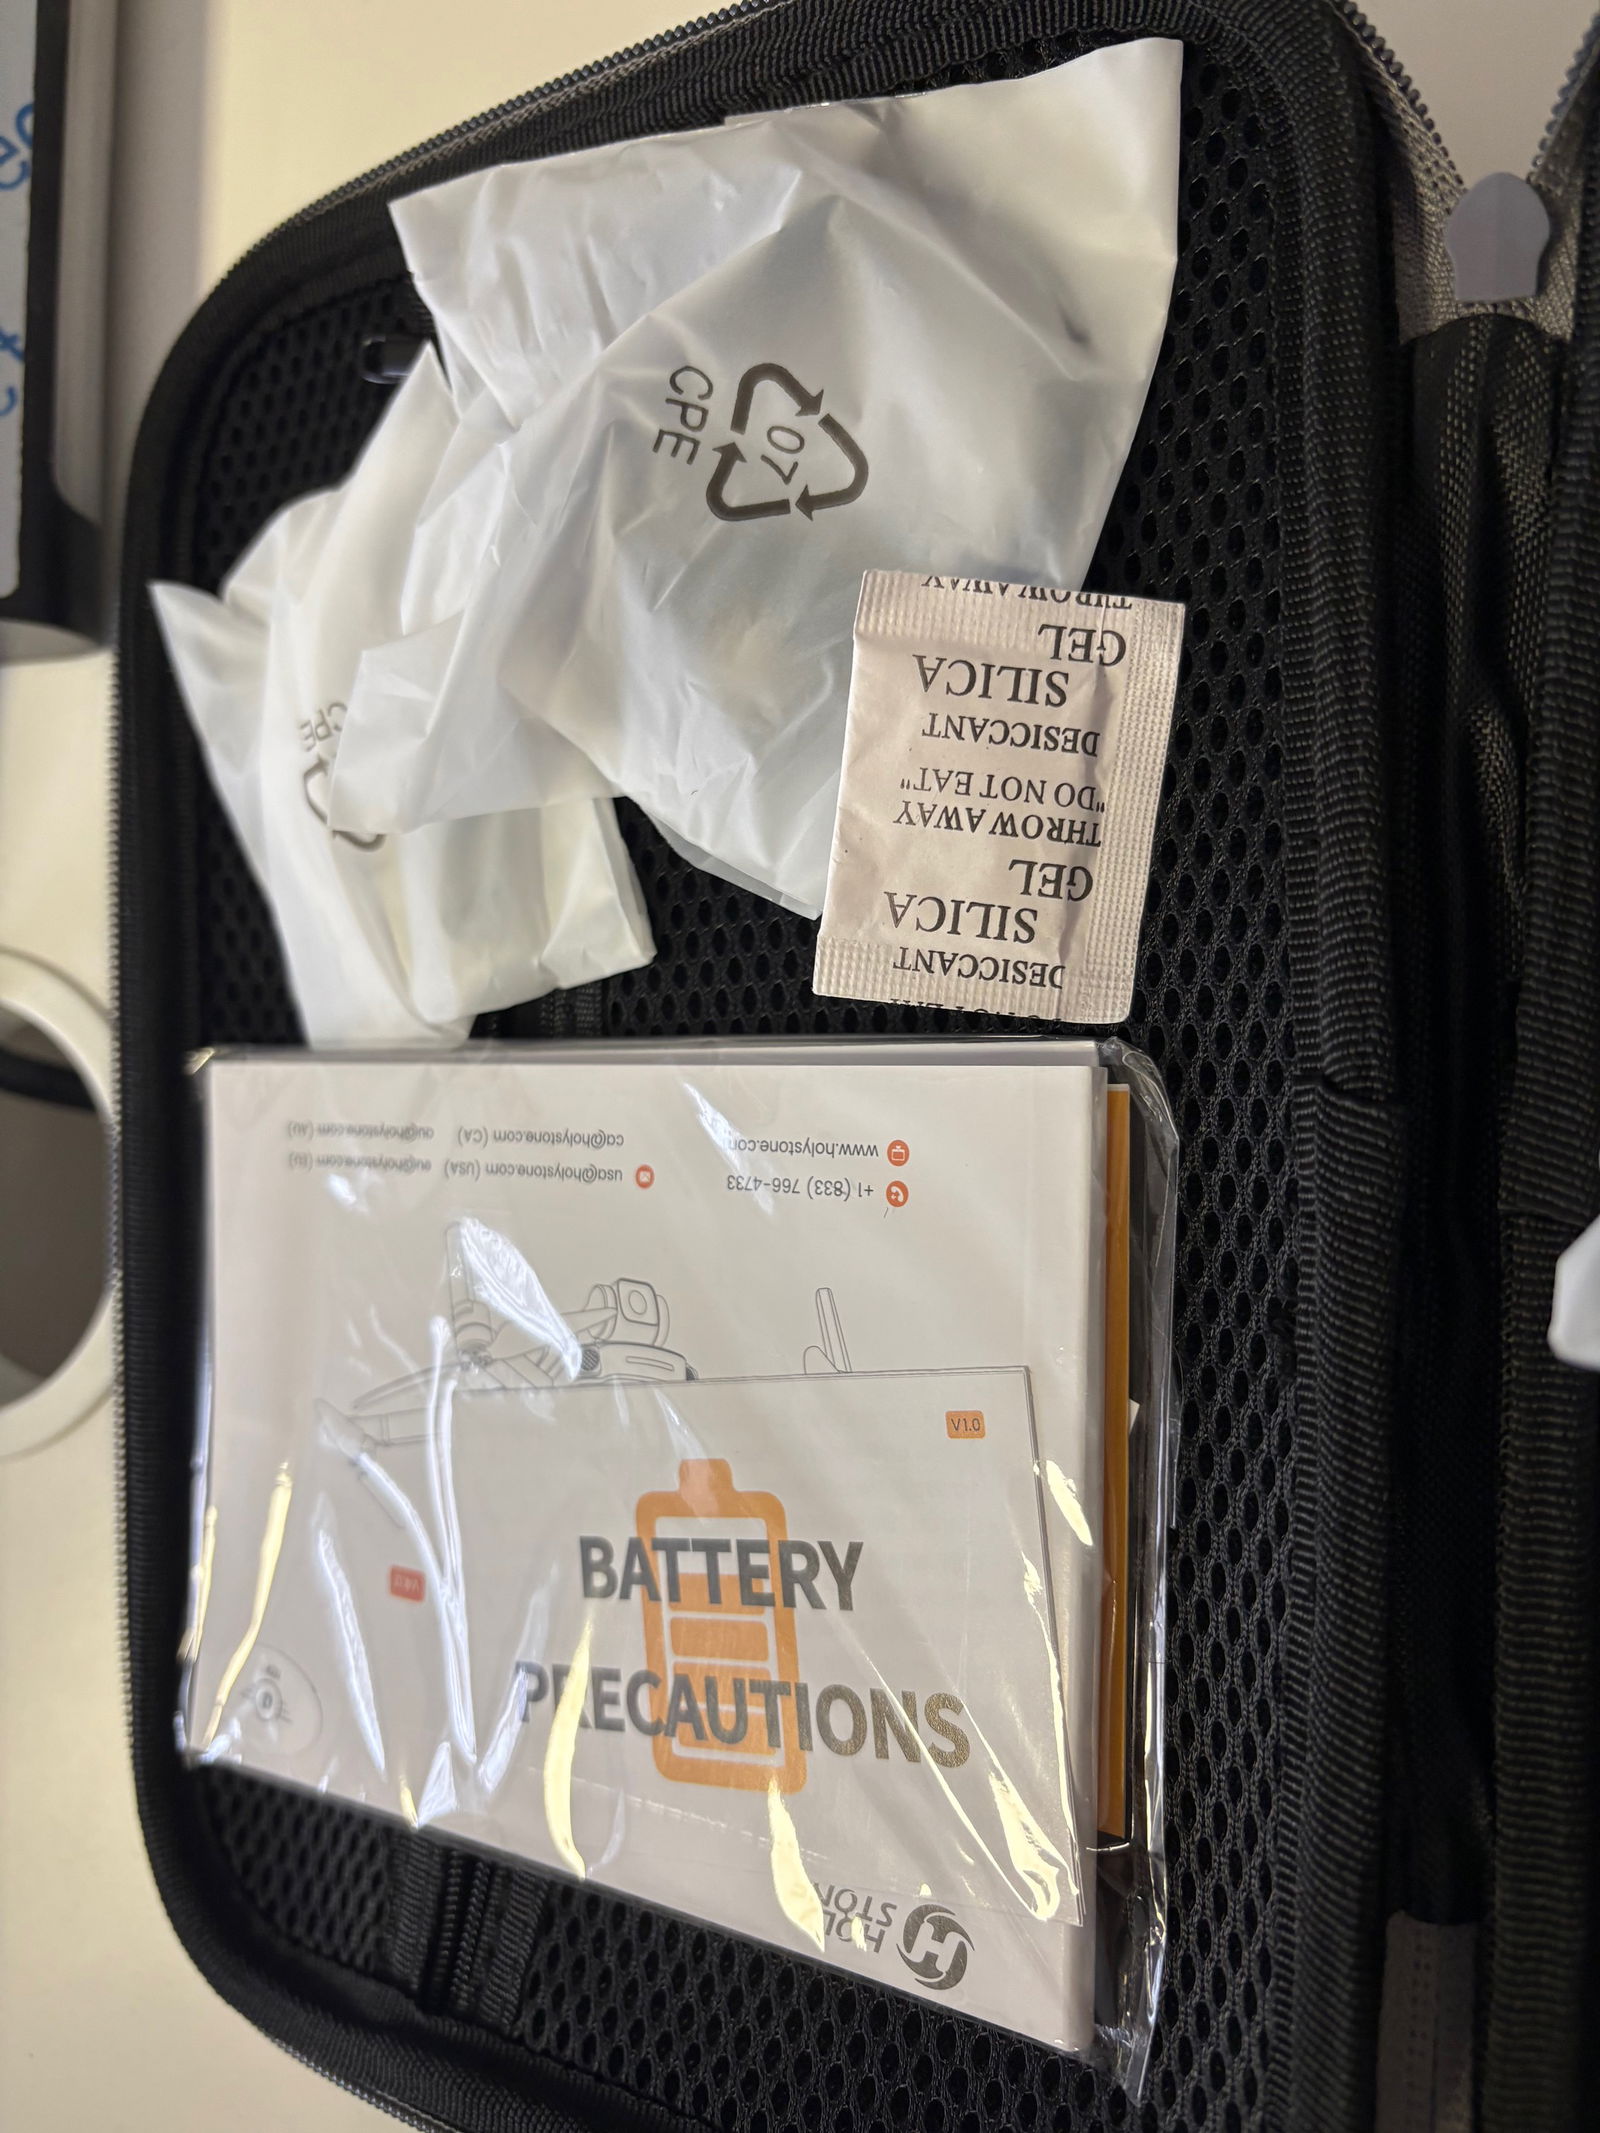 07
CPE
CPE
THROW AWAY
GEL
SILICA
DESICCANT
"DO NOT EAT"
THROW AWAY
GEL
SILICA
DESICCANT
www.holystone.com
+1 (833) 766-4733
usa@holystone.com (USA)
ca@holystone.com (CA)
eu@holystone.com (EU)
au@holystone.com (AU)
V1.0
BATTERY
PRECAUTIONS
HOL
STON